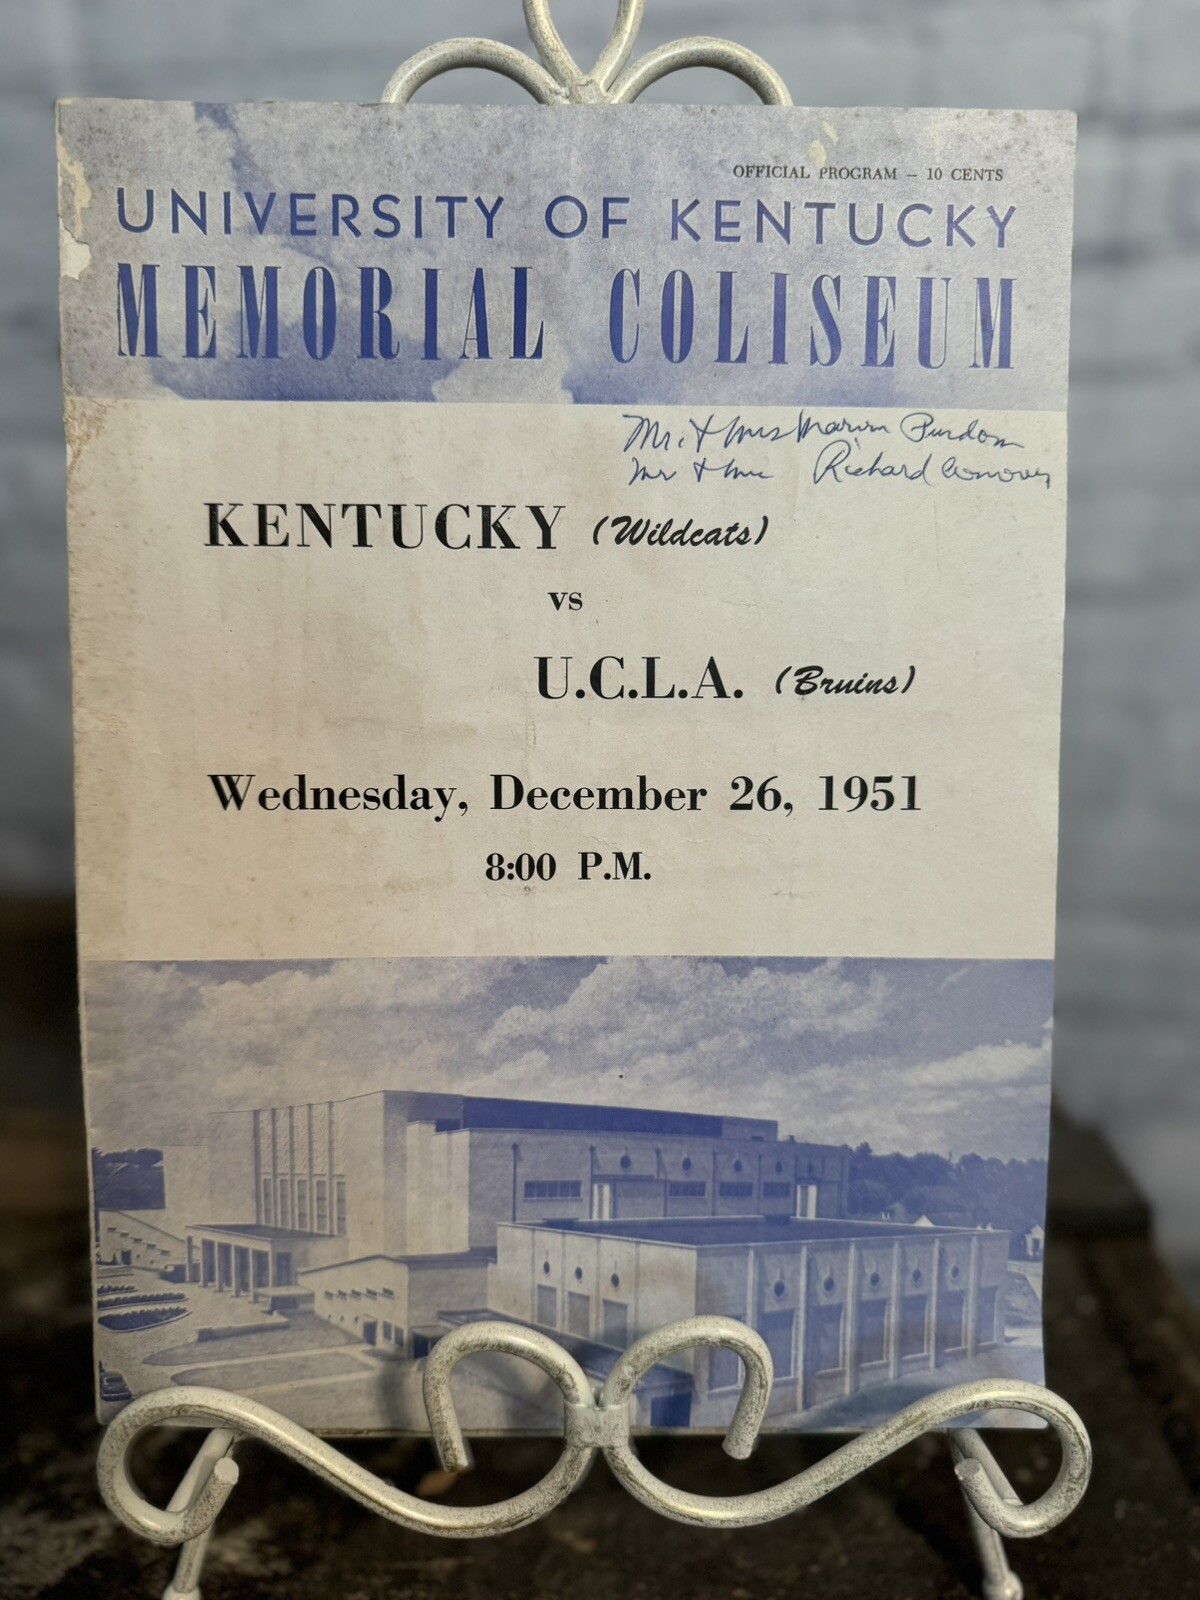 OFFICIAL PROGRAM — 10 CENTS
UNIVERSITY OF KENTUCKY
MEMORIAL COLISEUM
Mr. & Mrs Marvin Purdom
Mr & Mrs Richard Conover
KENTUCKY (Wildcats)
vs
U.C.L.A. (Bruins)
Wednesday, December 26, 1951
8:00 P.M.